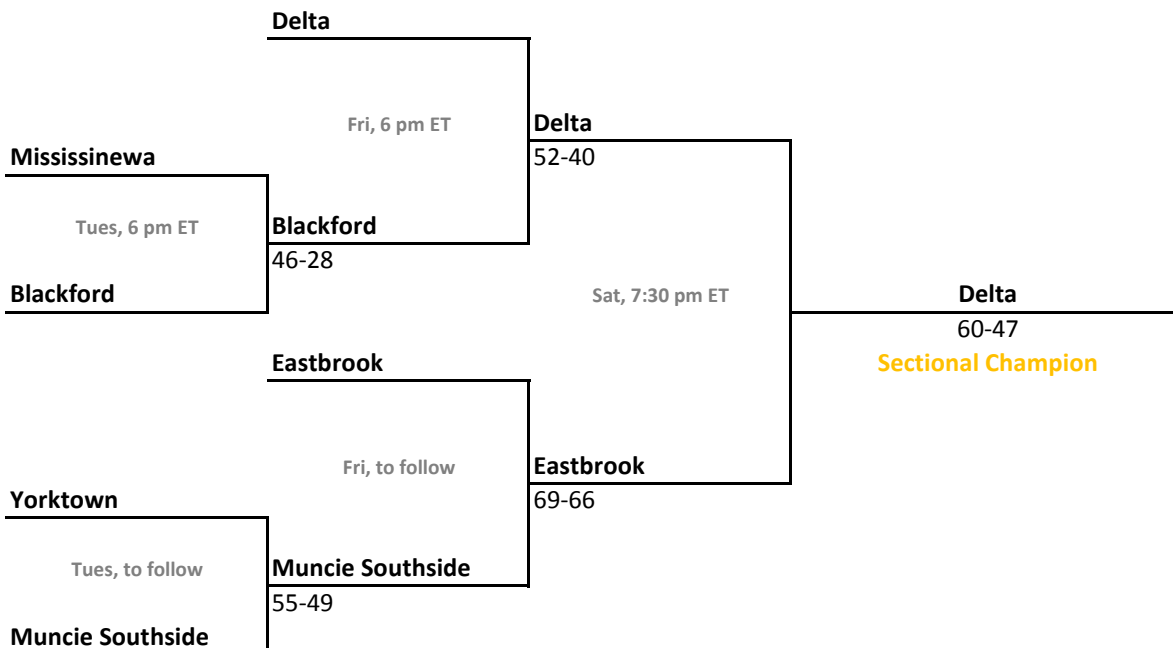 Delta
Fri, 6 pm ET
Delta
52-40
Mississinewa
Tues, 6 pm ET
Blackford
46-28
Blackford
Sat, 7:30 pm ET
Delta
60-47
Sectional Champion
Eastbrook
Fri, to follow
Eastbrook
69-66
Yorktown
Tues, to follow
Muncie Southside
55-49
Muncie Southside